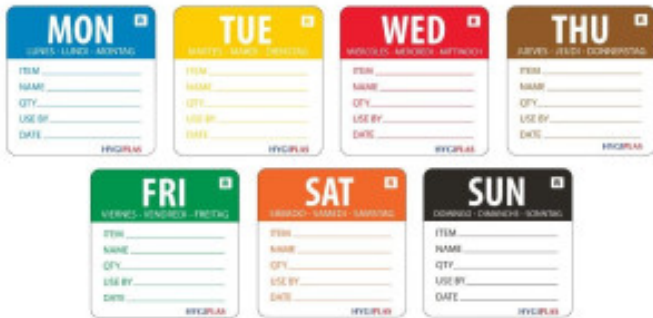 MON
LUNES - LUNDI - MONTAG
ITEM
NAME
QTY
USE BY
DATE
HYGIPLAS
TUE
MARTES - MARDI - DIENSTAG
ITEM
NAME
QTY
USE BY
DATE
HYGIPLAS
WED
MIERCOLES - MERCREDI - MITTWOCH
ITEM
NAME
QTY
USE BY
DATE
HYGIPLAS
THU
JUEVES - JEUDI - DONNERSTAG
ITEM
NAME
QTY
USE BY
DATE
HYGIPLAS
FRI
VIERNES - VENDREDI - FREITAG
ITEM
NAME
QTY
USE BY
DATE
HYGIPLAS
SAT
SABADO - SAMEDI - SAMSTAG
ITEM
NAME
QTY
USE BY
DATE
HYGIPLAS
SUN
DOMINGO - DIMANCHE - SONNTAG
ITEM
NAME
QTY
USE BY
DATE
HYGIPLAS